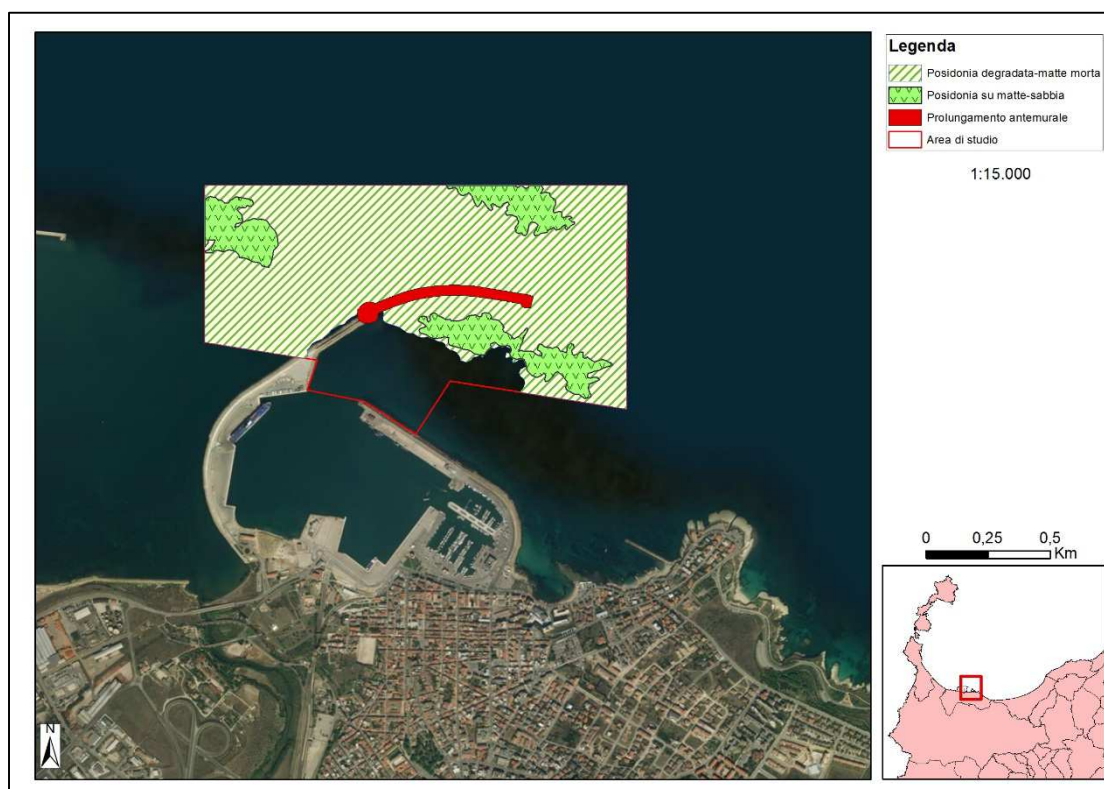 Legenda
Posidonia degradata-matte morta
Posidonia su matte-sabbia
Prolungamento antemurale
Area di studio
1:15.000
0 0,25 0,5
Km
N